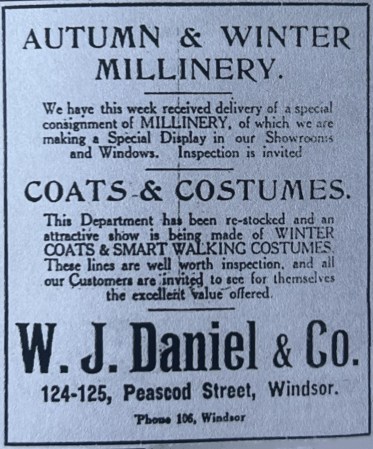 AUTUMN & WINTER
MILLINERY.
We have this week received delivery of a special
consignment of MILLINERY, of which we are
making a Special Display in our Showrooms
and Windows. Inspection is invited
COATS & COSTUMES.
This Department has been re-stocked and an
attractive show is being made of WINTER
COATS & SMART WALKING COSTUMES.
These lines are well worth inspection, and all
our Customers are invited to see for themselves
the excellent value offered.
W. J. Daniel & Co.
124-125, Peascod Street, Windsor.
'Phone 106, Windsor